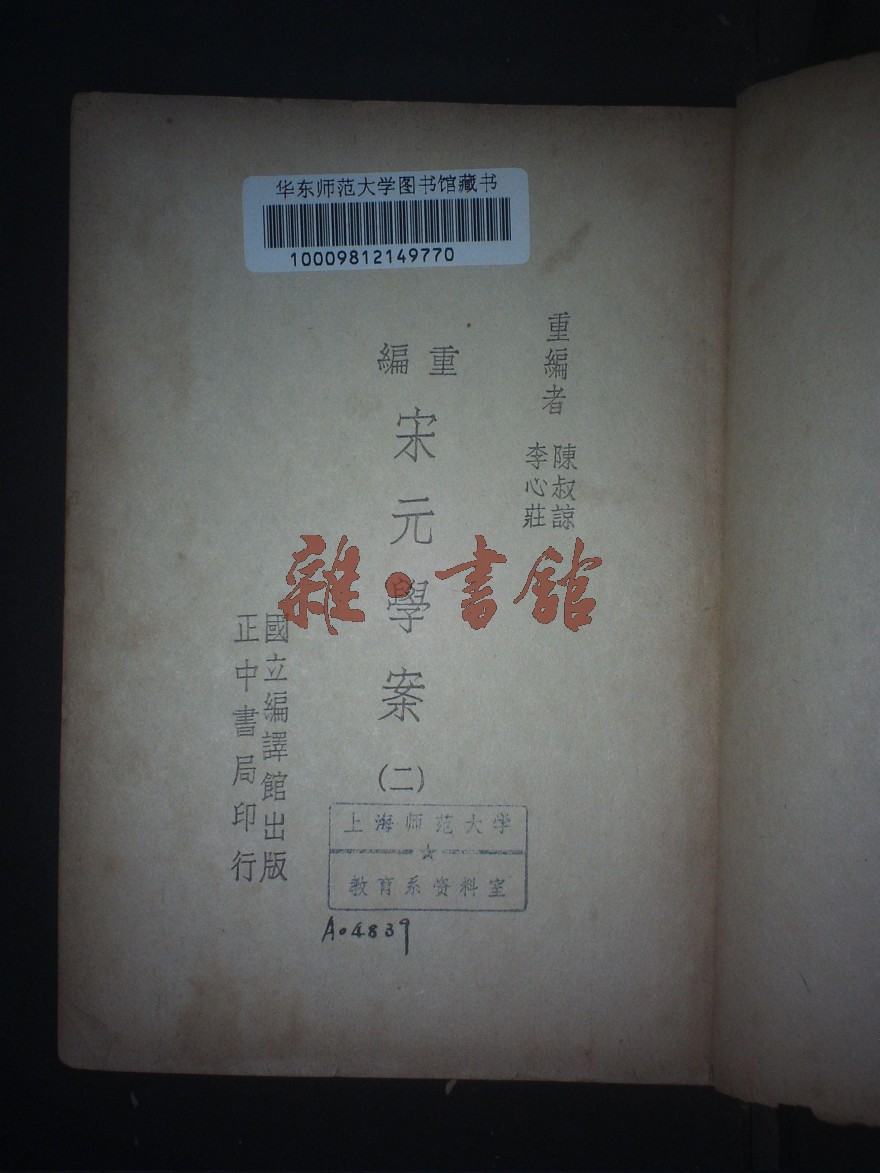 华东师范大学图书馆藏书
10009812149770
重編者
陳叔諒
李心莊
重編
宋元學案
(二)
國立編譯館出版
正中書局印行
雜·書館
上海师范大学
教育系资料室
A·4839